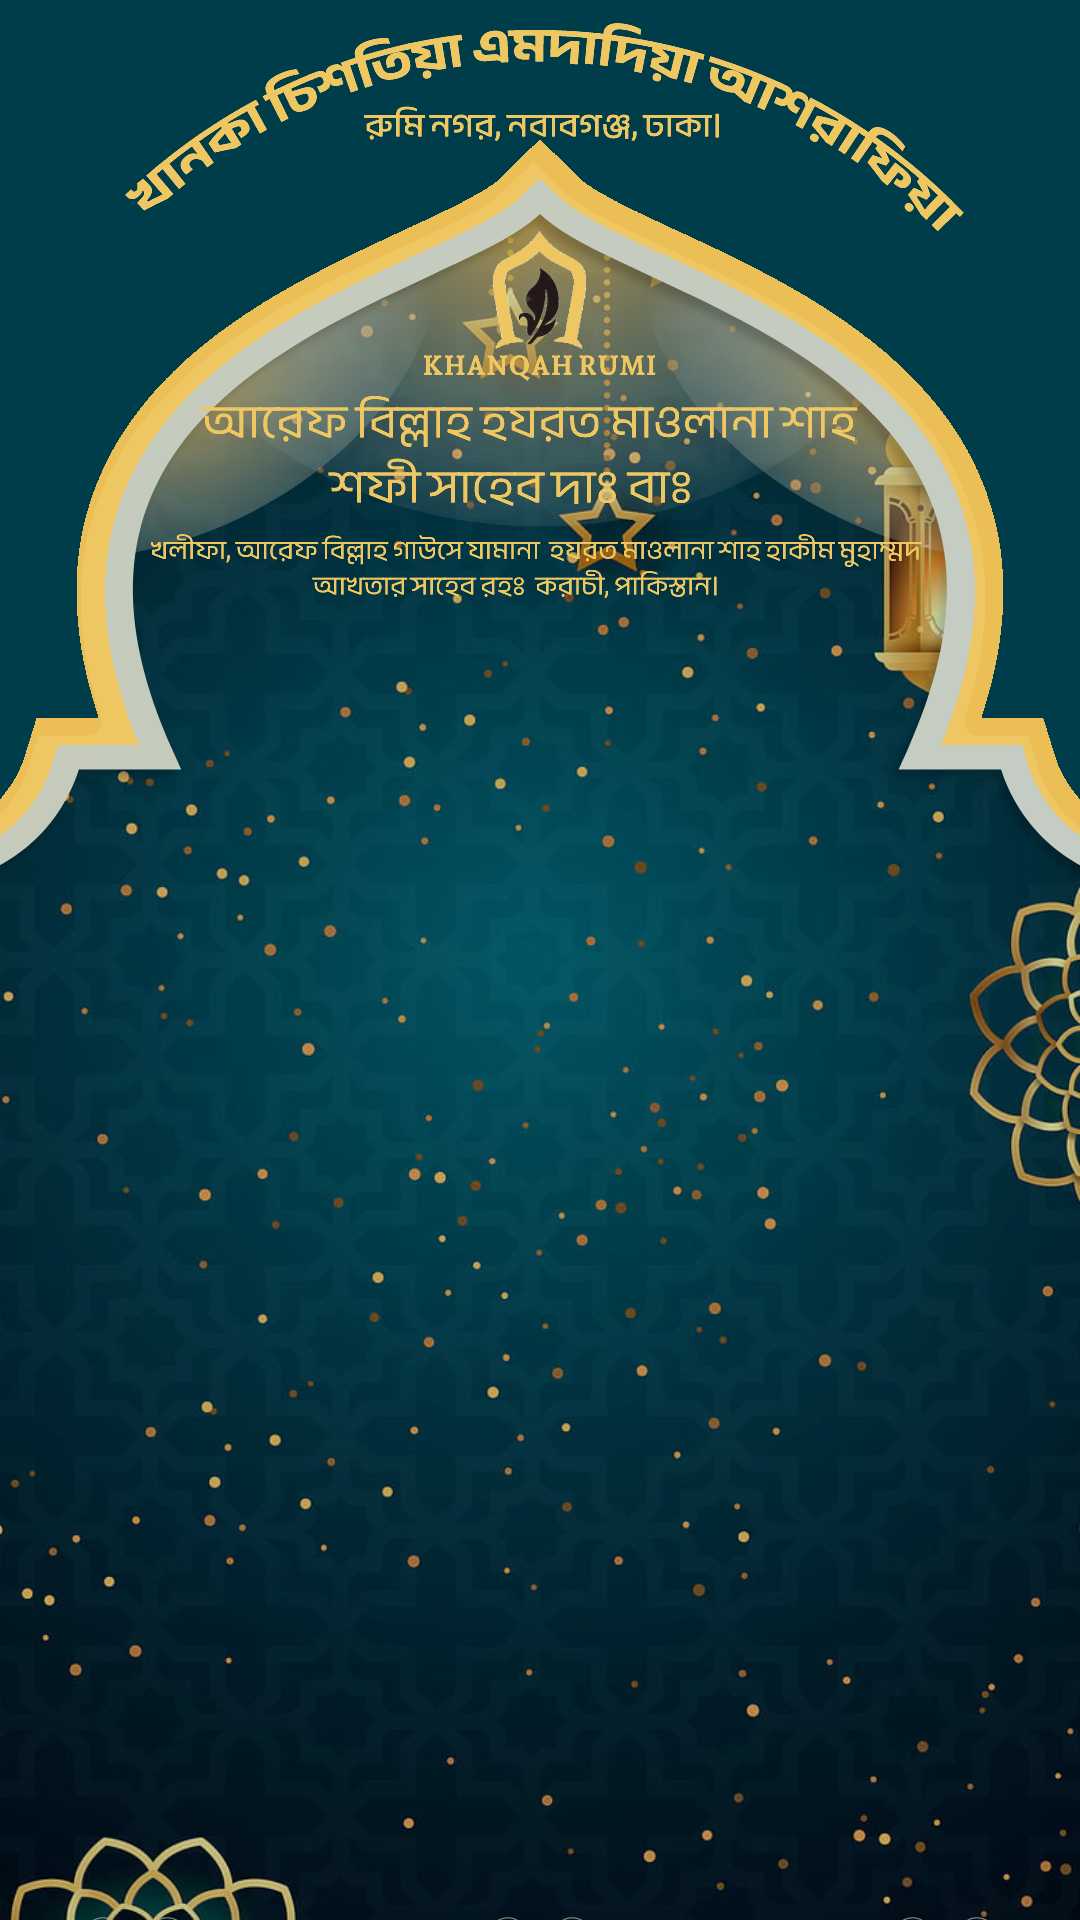 খানকা চিশতিয়া এমদাদিয়া আশরাফিয়া
রুমি নগর, নবাবগঞ্জ, ঢাকা।
KHANQAH RUMI
আরেফ বিল্লাহ হযরত মাওলানা শাহ
শফী সাহেব দাঃ বাঃ
খলীফা, আরেফ বিল্লাহ গাউসে যামানা হযরত মাওলানা শাহ হাকীম মুহাম্মদ
আখতার সাহেব রহঃ করাচী, পাকিস্তান।